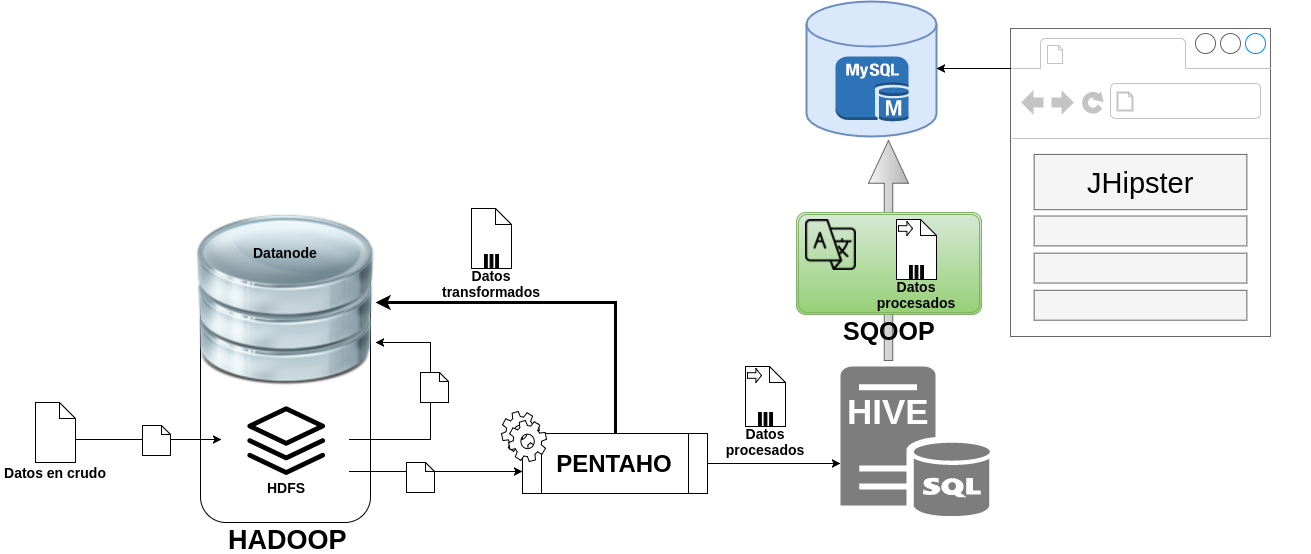 MySQL
M
JHipster
Datanode
Datos
transformados
A
Datos
procesados
SQOOP
Datos
procesados
HIVE
SQL
Datos en crudo
HDFS
PENTAHO
HADOOP